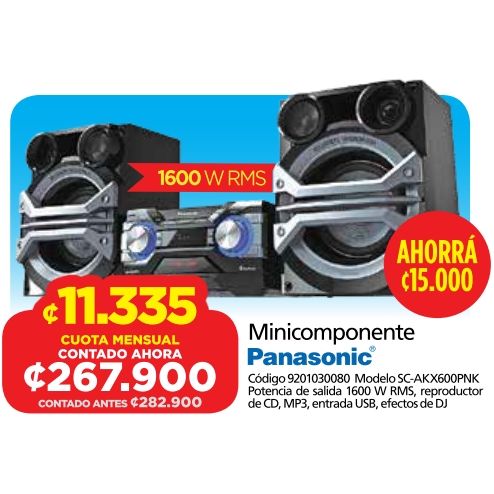 1600 W RMS
Panasonic
AHORRÁ
¢15.000
¢11.335
CUOTA MENSUAL
CONTADO AHORA
¢267.900
CONTADO ANTES ¢282.900
Minicomponente
Panasonic®
Código 9201030080 Modelo SC-AKX600PNK
Potencia de salida 1600 W RMS, reproductor
de CD, MP3, entrada USB, efectos de DJ